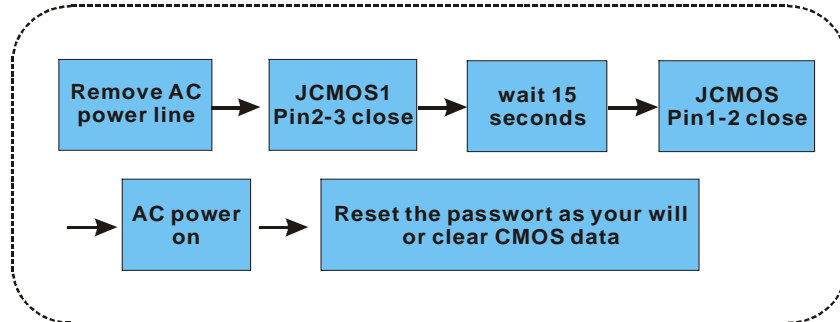 Remove AC
power line
JCMOS1
Pin2-3 close
wait 15
seconds
JCMOS
Pin1-2 close
AC power
on
Reset the passwort as your will
or clear CMOS data